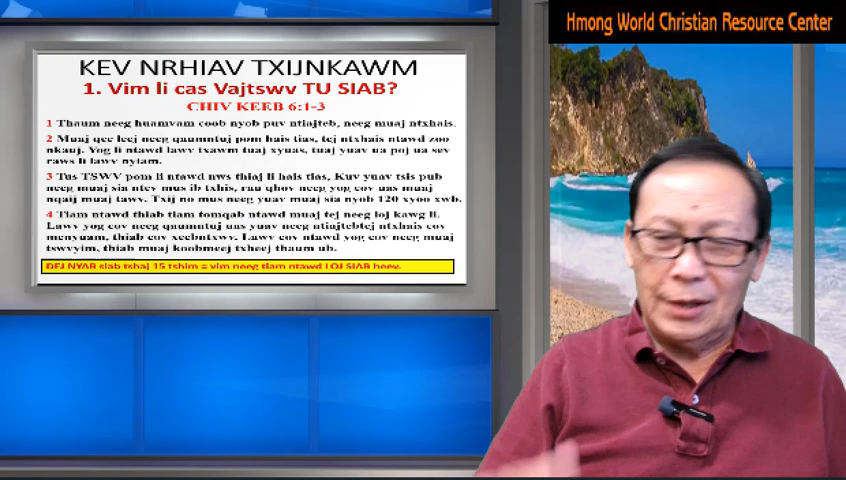 Hmong World Christian Resource Center
KEV NRHIAV TXIJNKAWM
1. Vim li cas Vajtswv TU SIAB?
CHIV KEEB 6:1-3
1 Thaum neeg huamvam coob nyob puv ntiajteb, neeg muaj ntxhais.
2 Muaj qee leej neeg qaumntuj pom hais tias, tej ntxhais ntawd zoo
nkauj. Yog li ntawd lawv txawm tuaj xyuas, tuaj yuav ua poj ua sev
raws li lawv nyiam.
3 Tus TSWV pom li ntawd nws thiaj li hais tias, Kuv yuav tsis pub
neeg muaj sia ntev mus ib txhis, rau qhov neeg yog cov uas muaj
nqaij muaj tawv. Txij no mus neeg yuav muaj sia nyob 120 xyoo xwb.
4 Tiam ntawd thiab tiam tomqab ntawd muaj tej neeg loj kawg li.
Lawv yog cov neeg qaumntuj uas yuav neeg ntiajtebtej ntxhais cov
menyuam, thiab cov xeebntxwv. Lawv cov ntawd yog cov neeg muaj
tswvyim, thiab muaj koobmeej txheej thaum ub.
DEJ NYAB siab tshaj 15 tshim = vim neeg tiam ntawd LOJ SIAB heev.